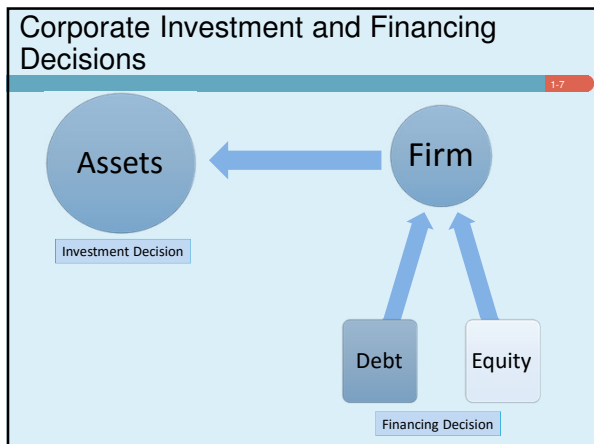 Corporate Investment and Financing
Decisions
1-7
Assets
Firm
Investment Decision
Debt
Equity
Financing Decision